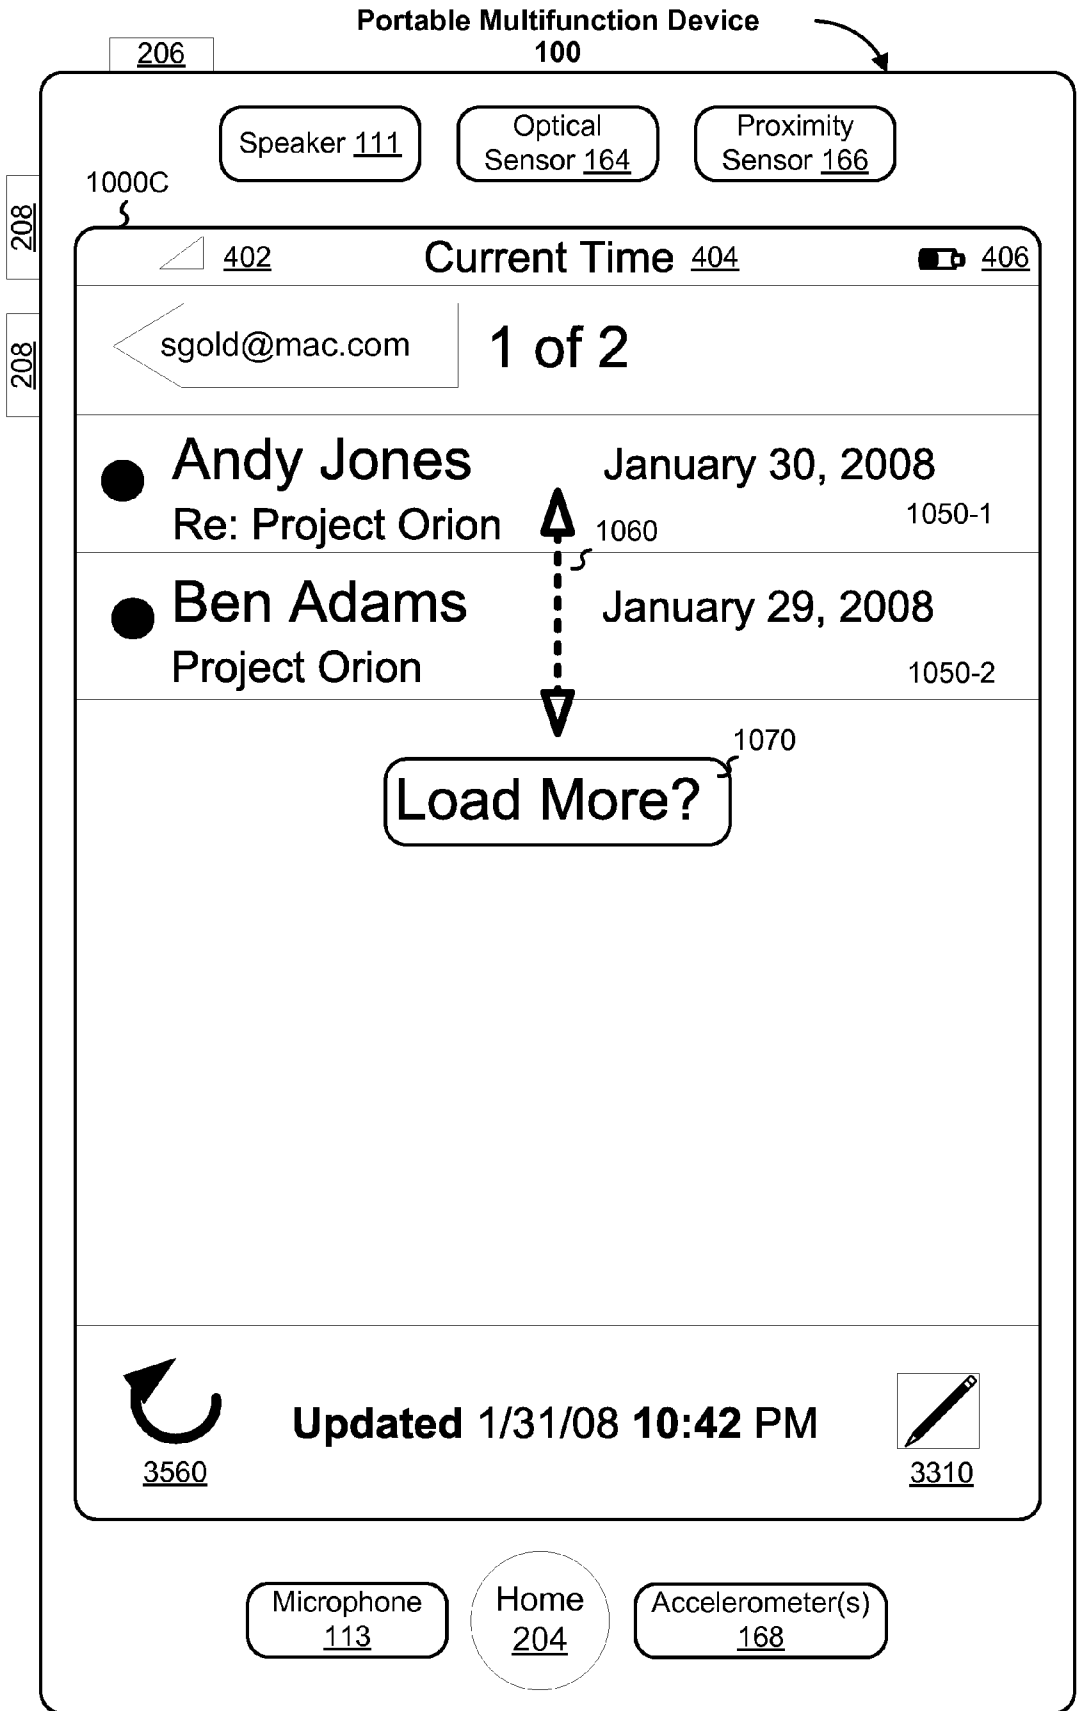 Portable Multifunction Device
100
206
Speaker 111
Optical
Sensor 164
Proximity
Sensor 166
1000C
208
208
402
Current Time 404
406
sgold@mac.com
1 of 2
Andy Jones
January 30, 2008
Re: Project Orion
1050-1
1060
Ben Adams
January 29, 2008
Project Orion
1050-2
1070
Load More?
Updated 1/31/08 10:42 PM
3560
3310
Microphone
113
Home
204
Accelerometer(s)
168